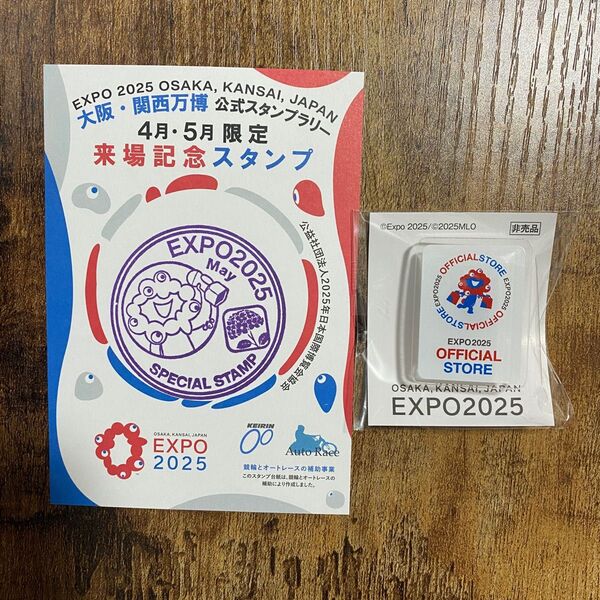 EXPO 2025 OSAKA, KANSAI, JAPAN
大阪・関西万博 公式スタンプラリー
4月・5月 限定
来場記念スタンプ
公益社団法人2025年日本国際博覧会協会
EXPO2025
May
SPECIAL STAMP
OSAKA, KANSAI, JAPAN
EXPO
2025
KEIRIN
Auto Race
競輪とオートレースの補助事業
このスタンプ台紙は、競輪とオートレースの
補助により作成しました。
©Expo 2025/©2025MLO
非売品
EXPO2025 OFFICIALSTORE EXPO2025 OFFICIALSTORE
EXPO2025
OFFICIAL
STORE
OSAKA, KANSAI, JAPAN
EXPO2025